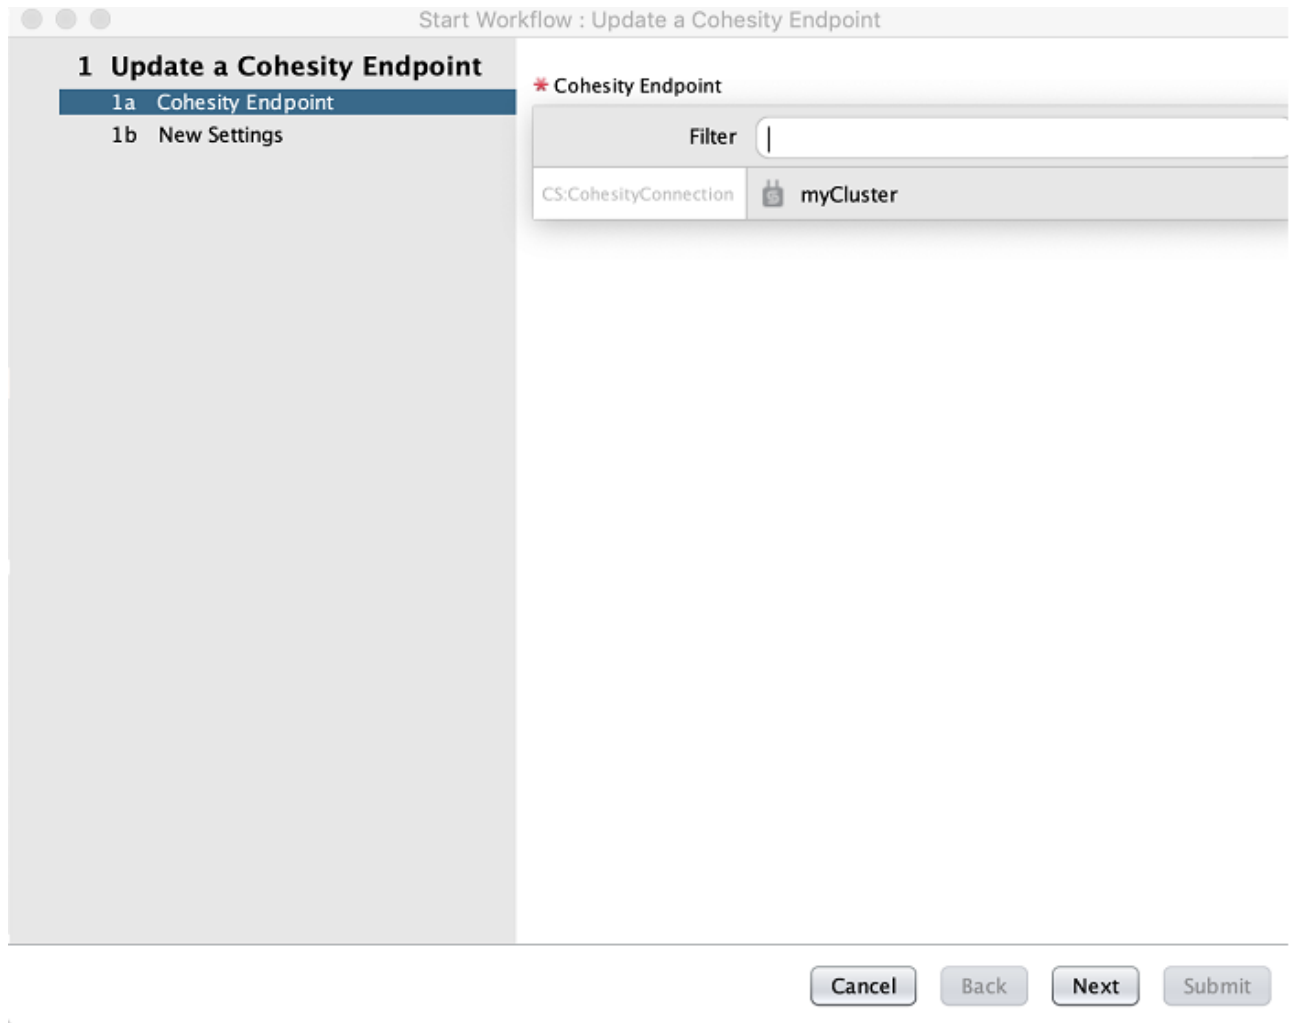 Start Workflow : Update a Cohesity Endpoint
1 Update a Cohesity Endpoint
1a Cohesity Endpoint
1b New Settings
* Cohesity Endpoint
Filter
CS:CohesityConnection myCluster
Cancel Back Next Submit